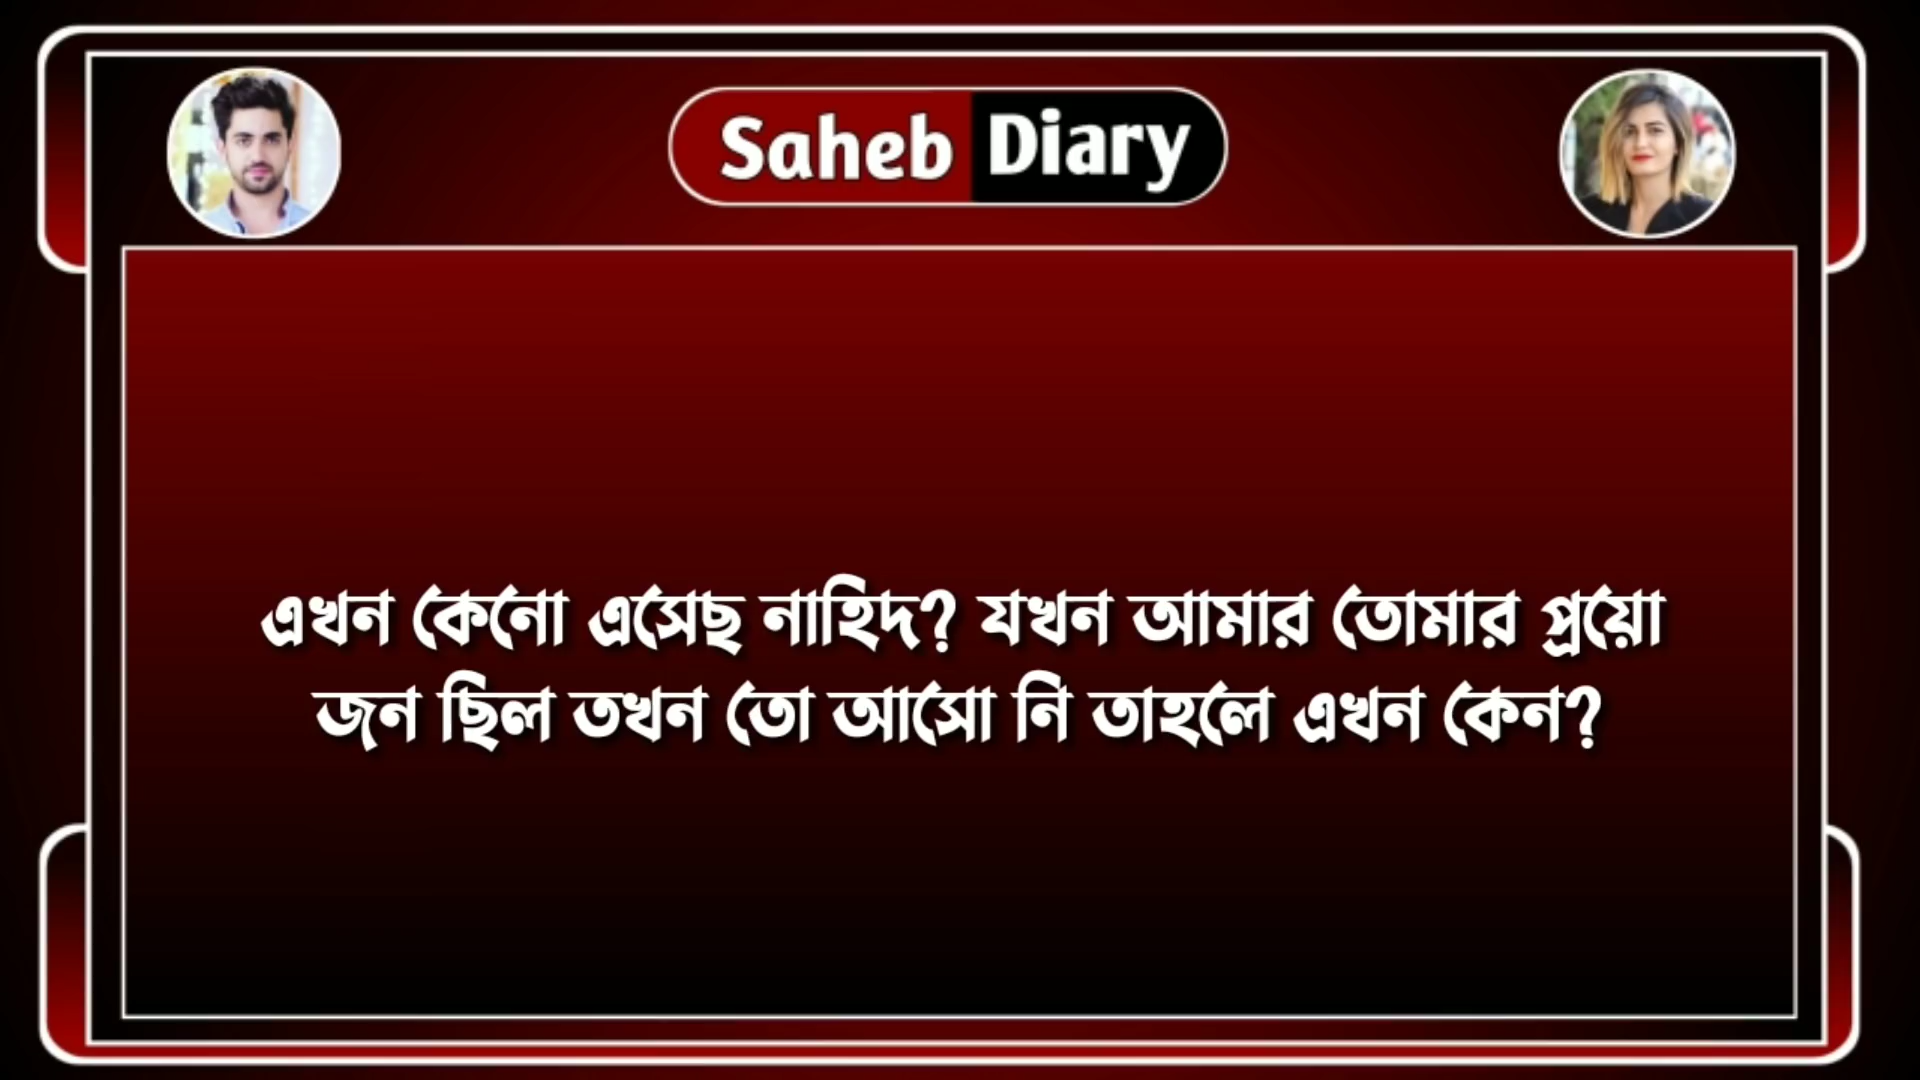 Saheb Diary
এখন কেনো এসেছ নাহিদ? যখন আমার তোমার প্রয়ো
জন ছিল তখন তো আসো নি তাহলে এখন কেন?